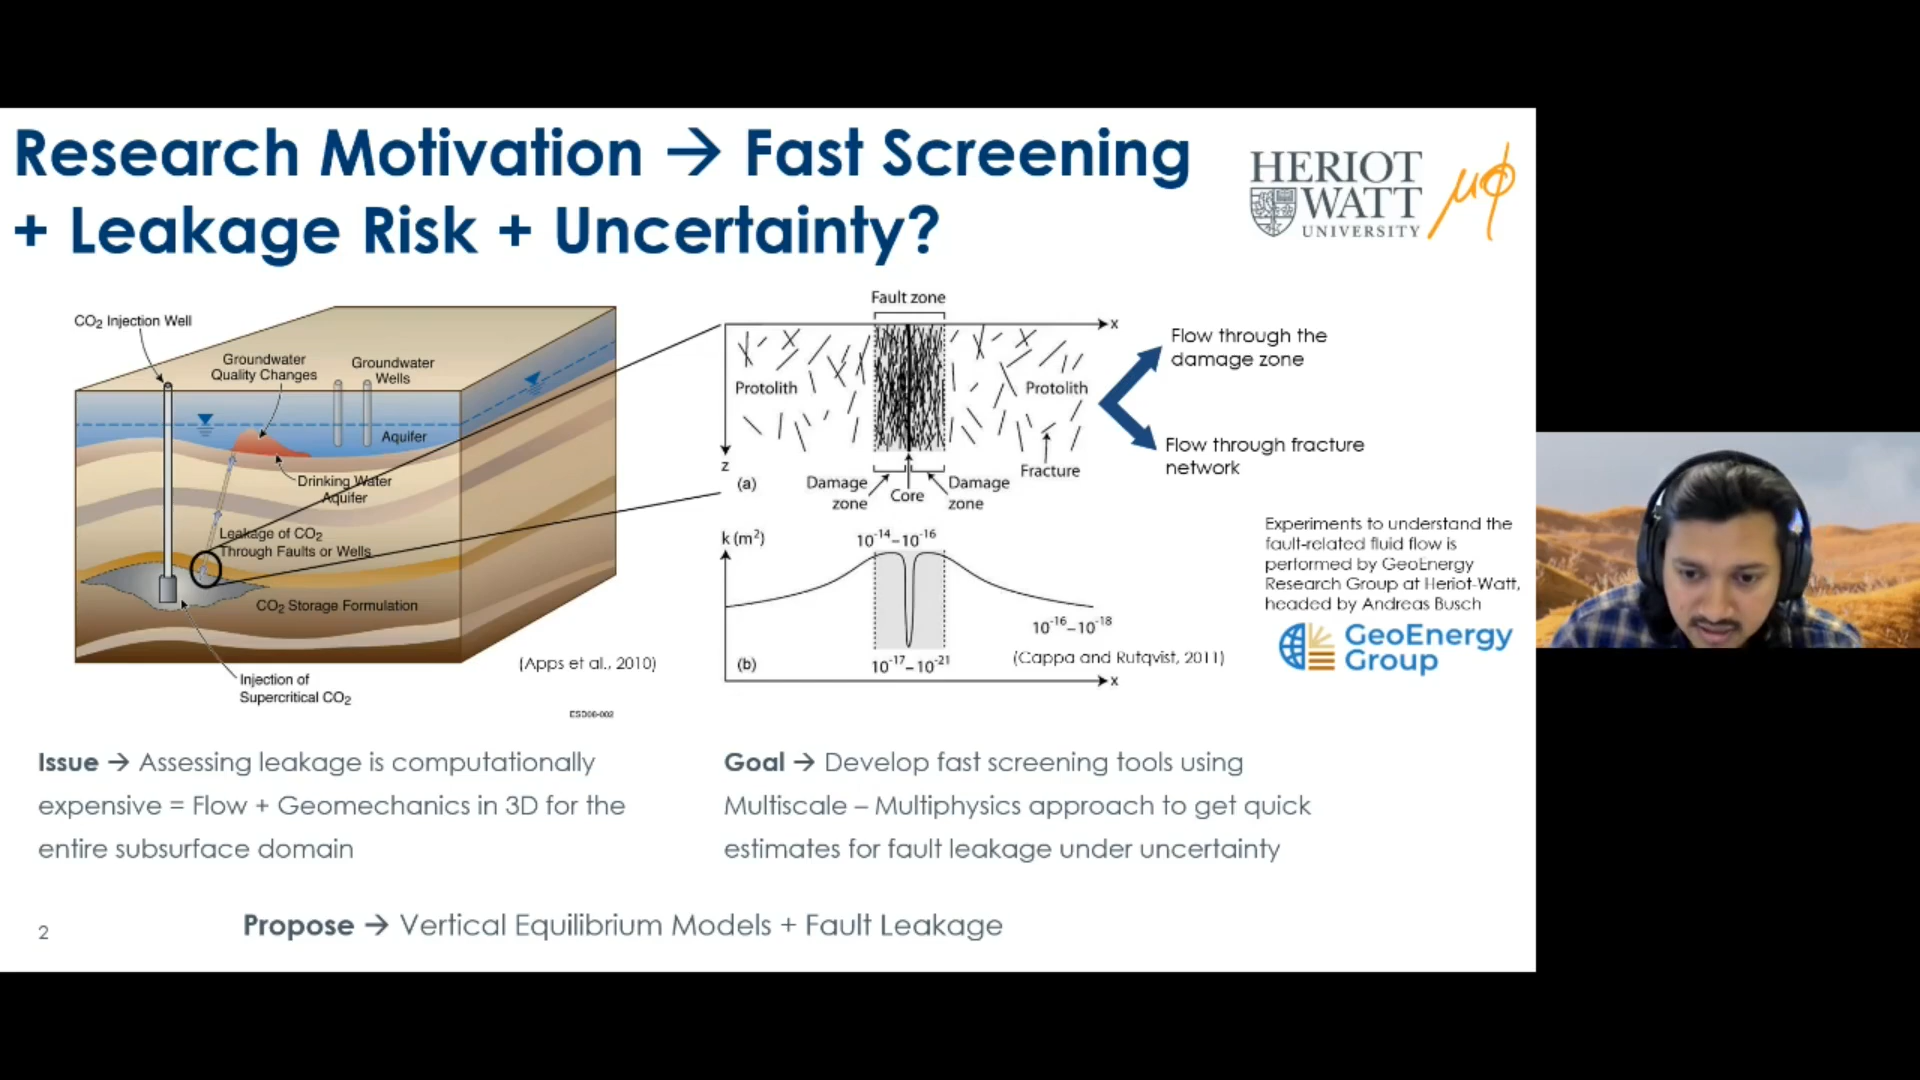 Research Motivation → Fast Screening
+ Leakage Risk + Uncertainty?
HERIOT
WATT
UNIVERSITY
μϕ
CO₂ Injection Well
Groundwater
Quality Changes
Groundwater
Wells
Aquifer
Drinking Water
Aquifer
Leakage of CO₂
Through Faults or Wells
CO₂ Storage Formulation
Injection of
Supercritical CO₂
(Apps et al., 2010)
ESD06-002
Fault zone
x
Protolith
Protolith
z
(a)
Damage
zone
Core
Damage
zone
Fracture
k (m²)
10⁻¹⁴–10⁻¹⁶
10⁻¹⁶–10⁻¹⁸
(b)
10⁻¹⁷–10⁻²¹
(Cappa and Rutqvist, 2011)
x
Flow through the
damage zone
Flow through fracture
network
Experiments to understand the
fault-related fluid flow is
performed by GeoEnergy
Research Group at Heriot-Watt,
headed by Andreas Busch
GeoEnergy
Group
Issue → Assessing leakage is computationally
expensive = Flow + Geomechanics in 3D for the
entire subsurface domain
Goal → Develop fast screening tools using
Multiscale – Multiphysics approach to get quick
estimates for fault leakage under uncertainty
Propose → Vertical Equilibrium Models + Fault Leakage
2